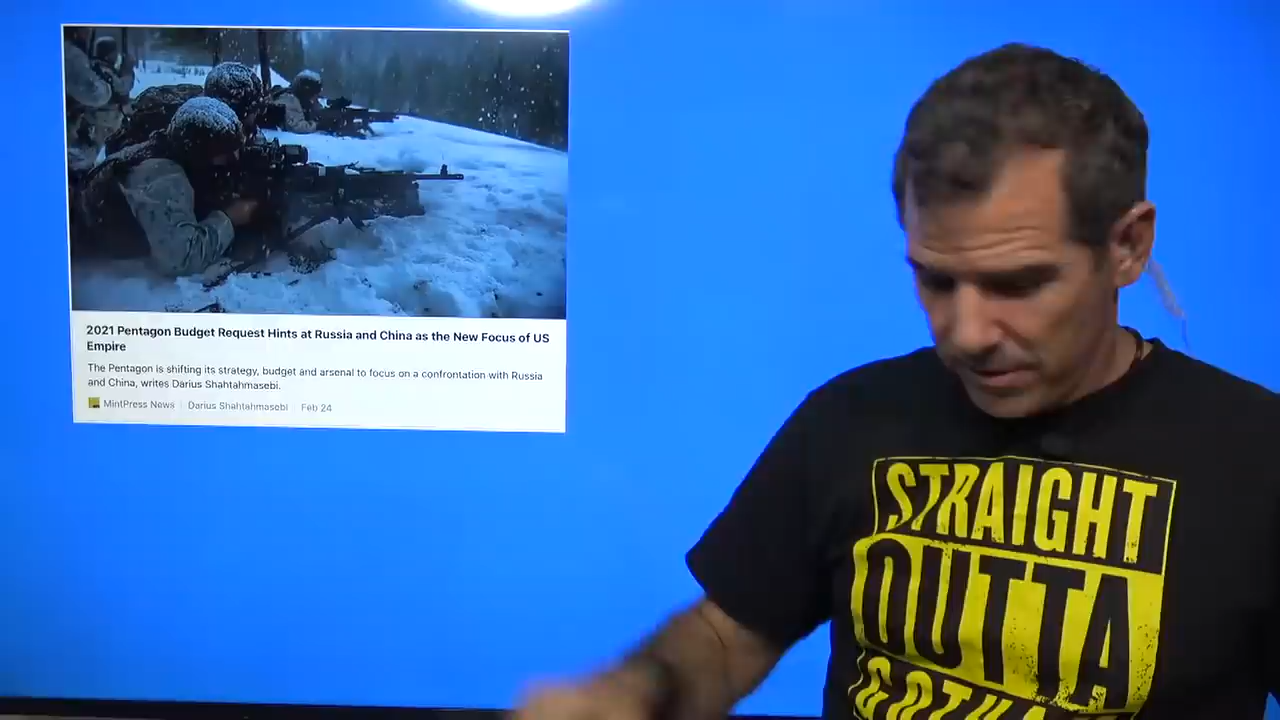 2021 Pentagon Budget Request Hints at Russia and China as the New Focus of US
Empire
The Pentagon is shifting its strategy, budget and arsenal to focus on a confrontation with Russia
and China, writes Darius Shahtahmasebi.
MintPress News Darius Shahtahmasebi Feb 24
STRAIGHT
OUTTA
GOTHA